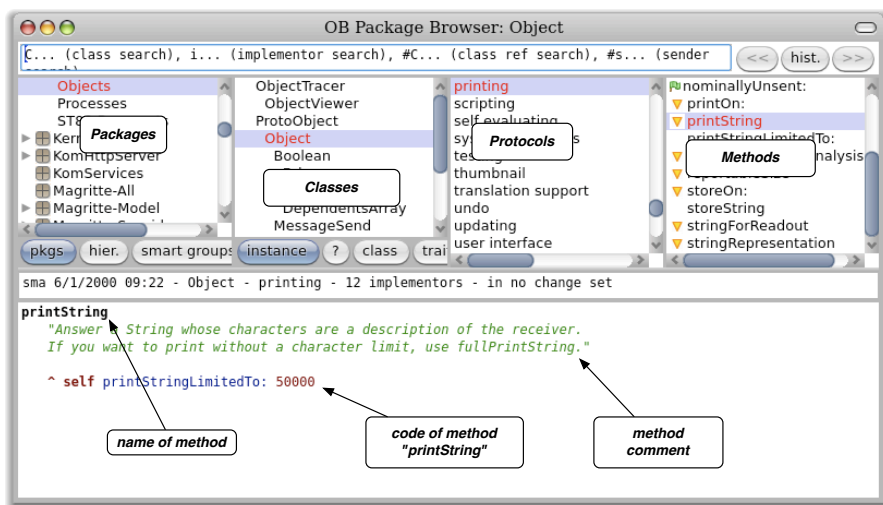 OB Package Browser: Object
C... (class search), i... (implementor search), #C... (class ref search), #s... (sender
<< hist. >>
Objects
Processes
Packages
KomHttpServer
KomServices
Magritte-All
Magritte-Model
pkgs hier. smart groups
ObjectTracer
ObjectViewer
ProtoObject
Object
Boolean
Classes
DependentsArray
MessageSend
instance ? class
printing
scripting
self evaluating
Protocols
thumbnail
translation support
undo
updating
user interface
nominallyUnsent:
printOn:
printString
printStringLimitedTo:
Methods
storeOn:
storeString
stringForReadout
stringRepresentation
sma 6/1/2000 09:22 - Object - printing - 12 implementors - in no change set
printString
"Answer a String whose characters are a description of the receiver.
If you want to print without a character limit, use fullPrintString."
^ self printStringLimitedTo: 50000
name of method
code of method
"printString"
method
comment